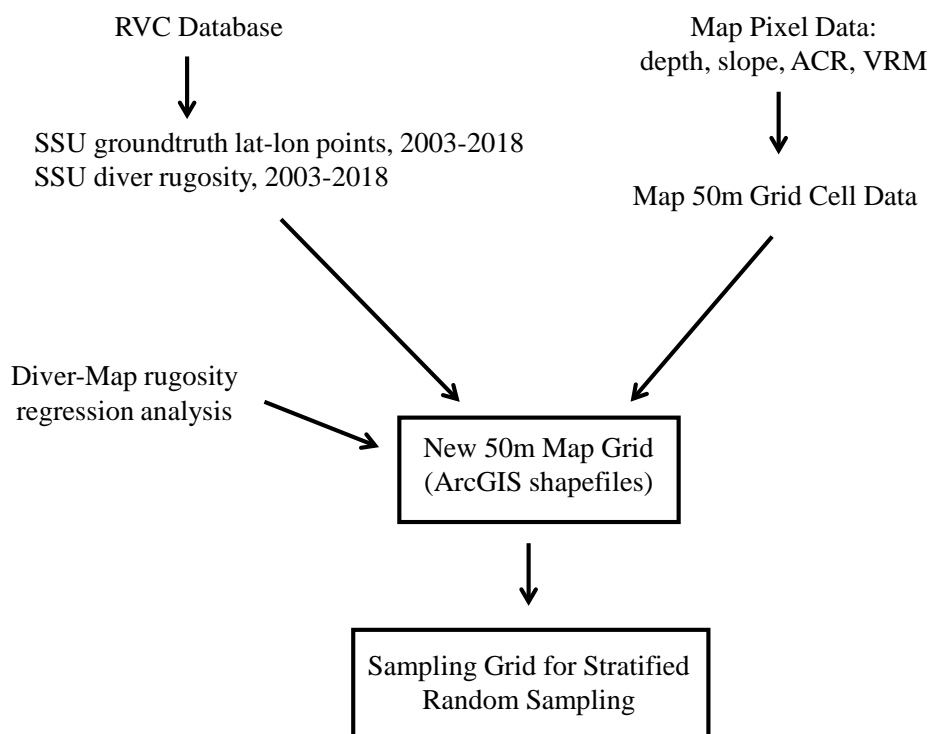 RVC Database
Map Pixel Data:
depth, slope, ACR, VRM
SSU groundtruth lat-lon points, 2003-2018
SSU diver rugosity, 2003-2018
Map 50m Grid Cell Data
Diver-Map rugosity
regression analysis
New 50m Map Grid
(ArcGIS shapefiles)
Sampling Grid for Stratified
Random Sampling